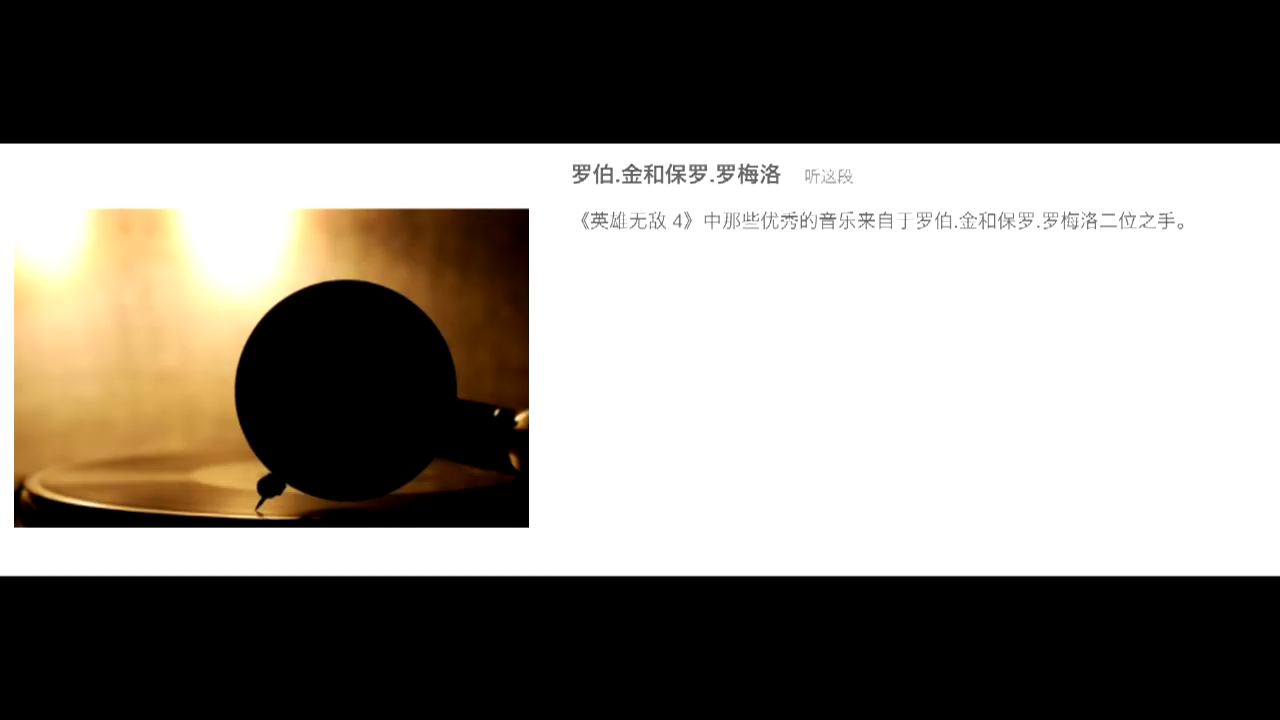 罗伯.金和保罗.罗梅洛 听这段
《英雄无敌 4》中那些优秀的音乐来自于罗伯.金和保罗.罗梅洛二位之手。